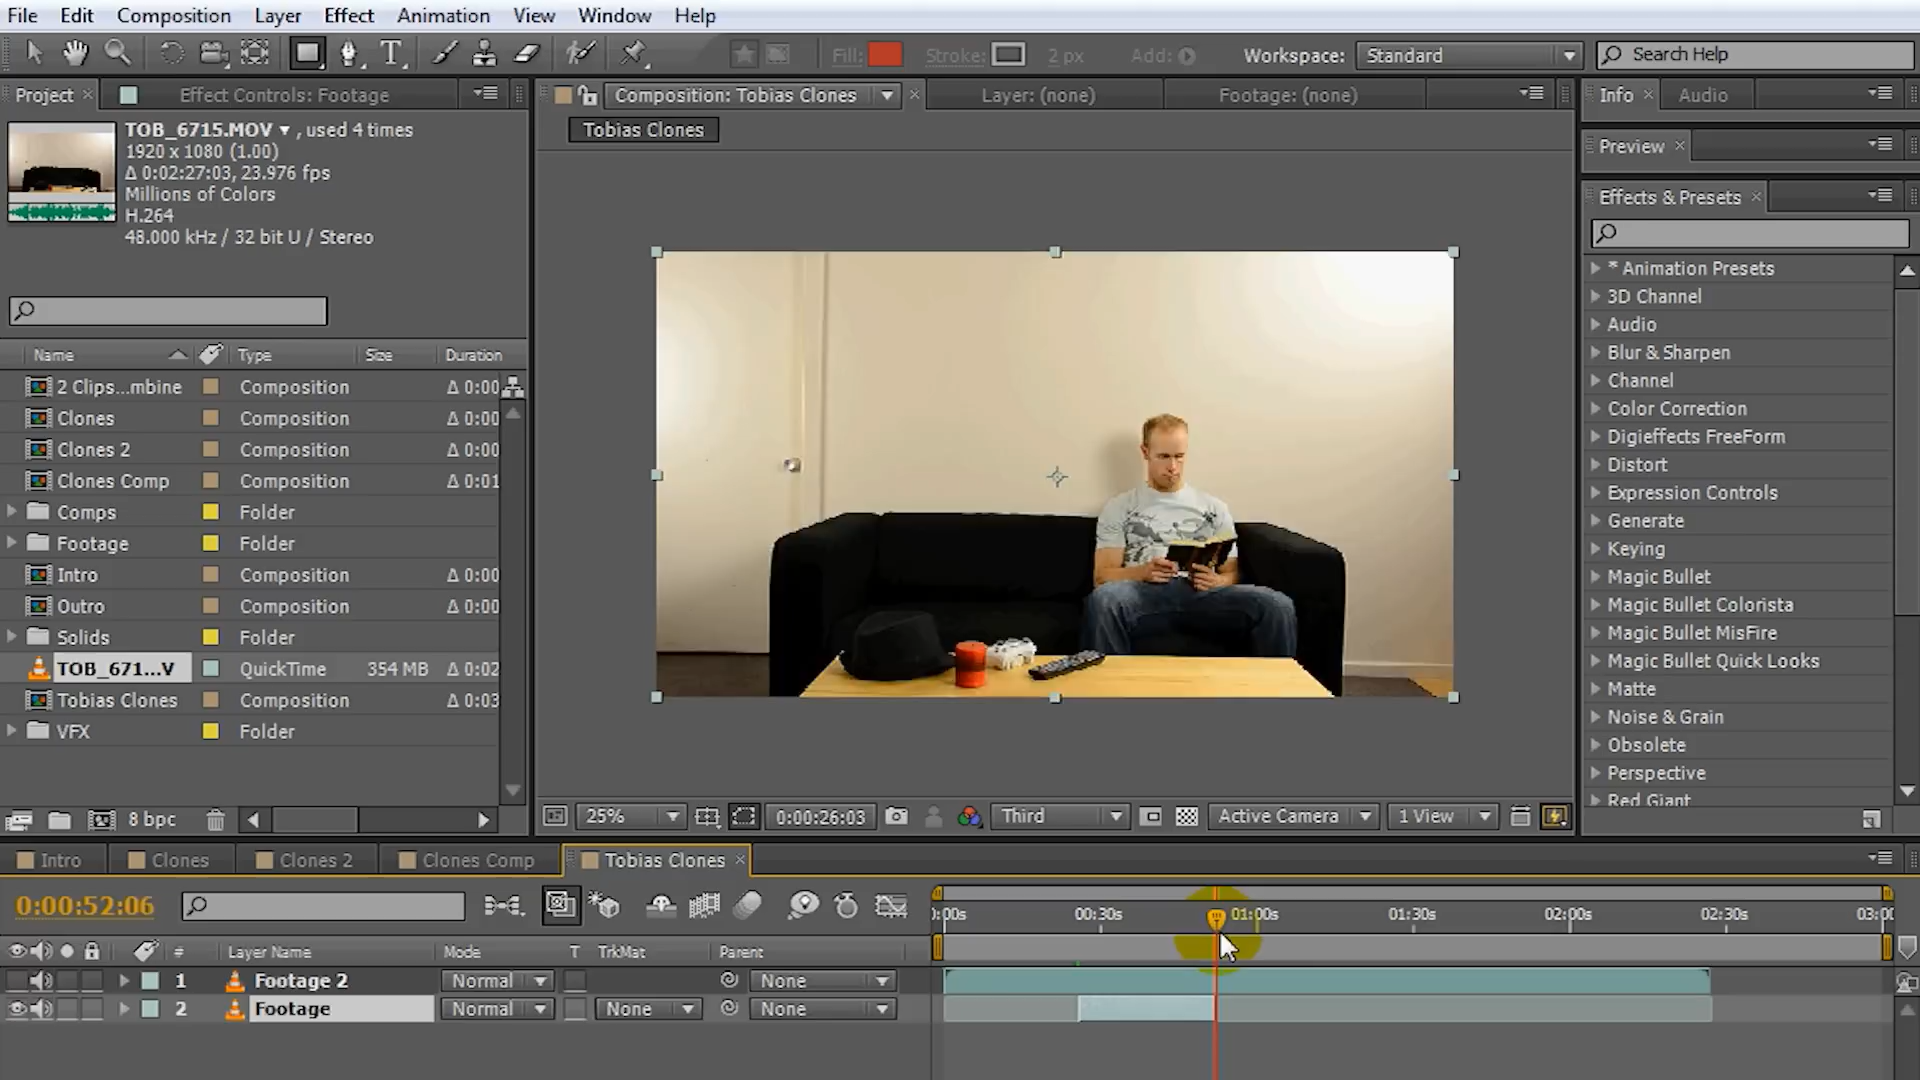 File Edit Composition Layer Effect Animation View Window Help
Fill: Stroke: 2 px Add: Workspace: Standard Search Help
Project Effect Controls: Footage
Composition: Tobias Clones Layer: (none) Footage: (none)
Info Audio
TOB_6715.MOV , used 4 times
1920 x 1080 (1.00)
Δ 0:02:27:03, 23.976 fps
Millions of Colors
H.264
48.000 kHz / 32 bit U / Stereo
Tobias Clones
Preview
Effects & Presets
* Animation Presets
3D Channel
Audio
Blur & Sharpen
Channel
Color Correction
Digieffects FreeForm
Distort
Expression Controls
Generate
Keying
Magic Bullet
Magic Bullet Colorista
Magic Bullet MisFire
Magic Bullet Quick Looks
Matte
Noise & Grain
Obsolete
Perspective
Red Giant
Name Type Size Duration
2 Clips...mbine Composition Δ 0:00
Clones Composition Δ 0:00
Clones 2 Composition Δ 0:00
Clones Comp Composition Δ 0:01
Comps Folder
Footage Folder
Intro Composition Δ 0:00
Outro Composition Δ 0:00
Solids Folder
TOB_671...V QuickTime 354 MB Δ 0:02
Tobias Clones Composition Δ 0:03
VFX Folder
8 bpc
25% 0:00:26:03 Third Active Camera 1 View
Intro Clones Clones 2 Clones Comp Tobias Clones
0:00:52:06
0:00s 00:30s 01:00s 01:30s 02:00s 02:30s 03:00
# Layer Name Mode T TrkMat Parent
1 Footage 2 Normal None
2 Footage Normal None None